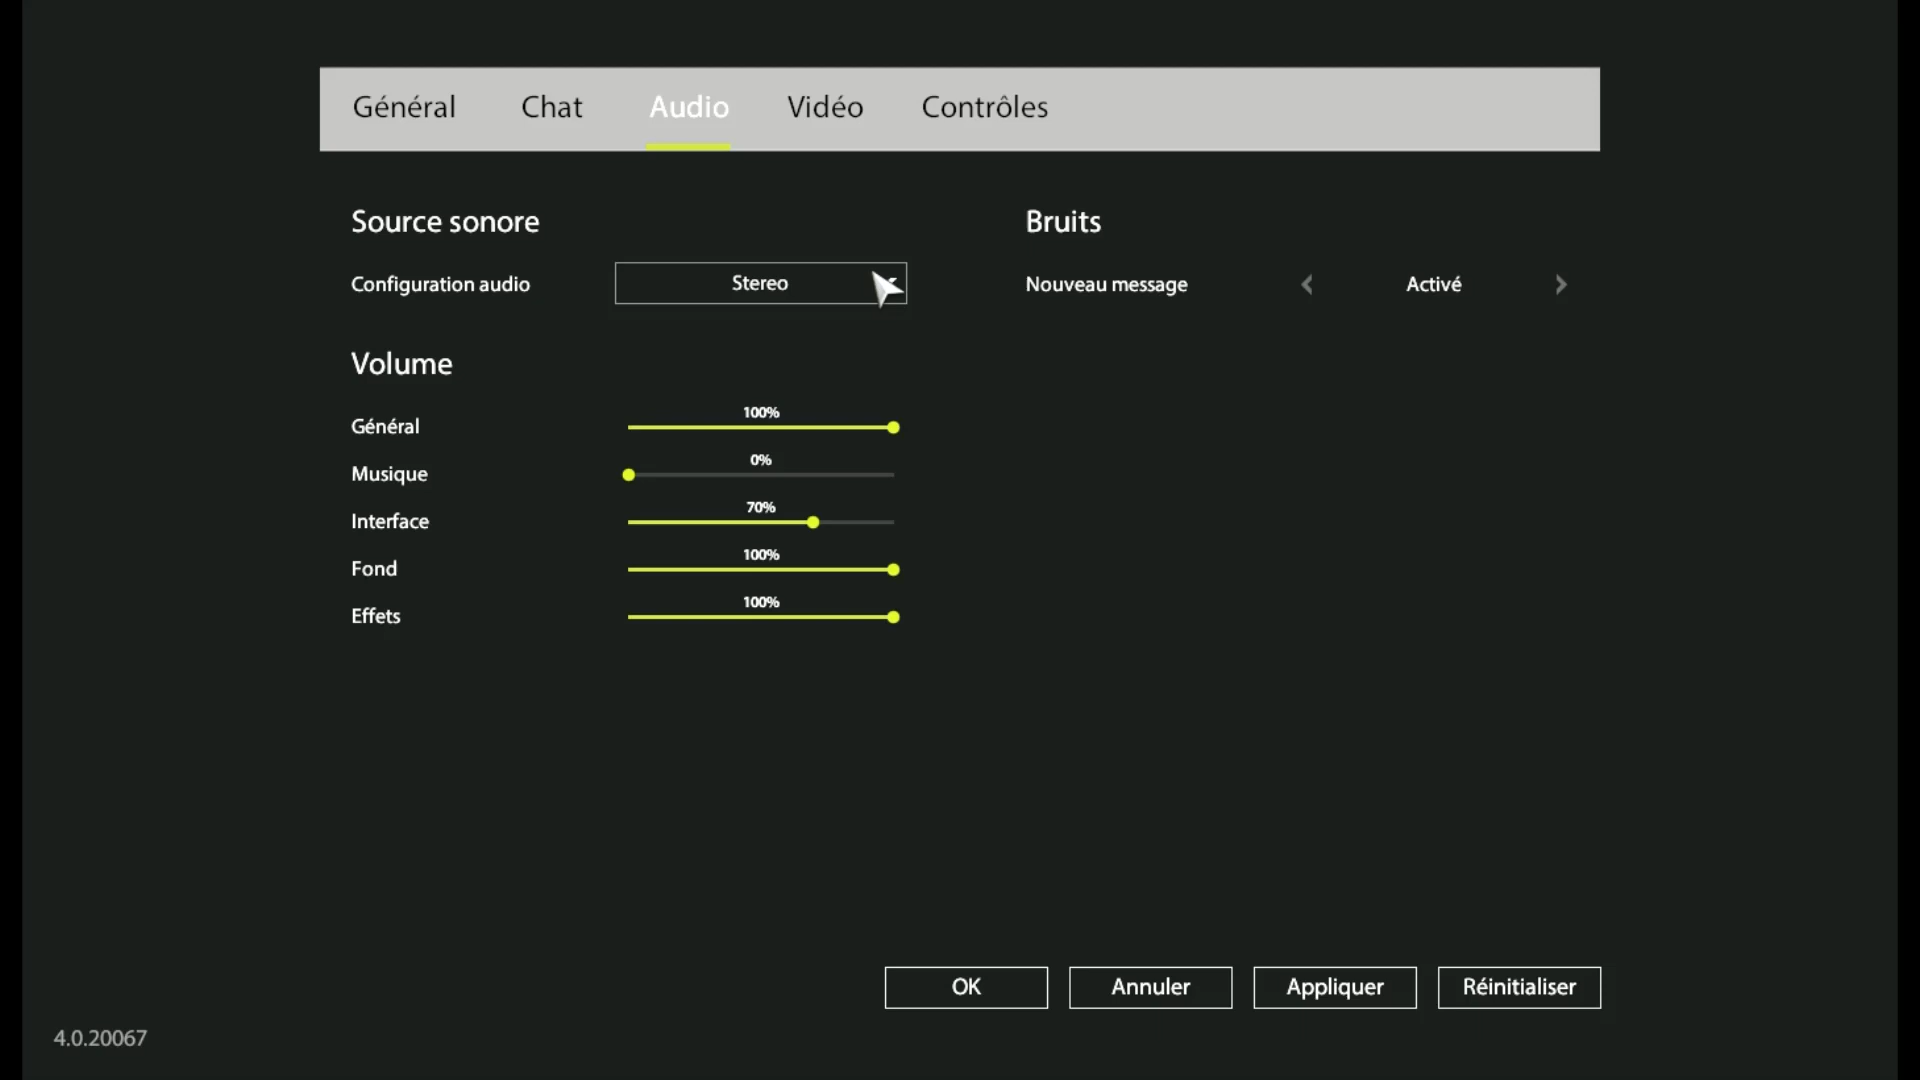 Général Chat Audio Vidéo Contrôles
Source sonore
Configuration audio Stereo
Volume
Général 100%
Musique 0%
Interface 70%
Fond 100%
Effets 100%
Bruits
Nouveau message Activé
OK Annuler Appliquer Réinitialiser
4.0.20067